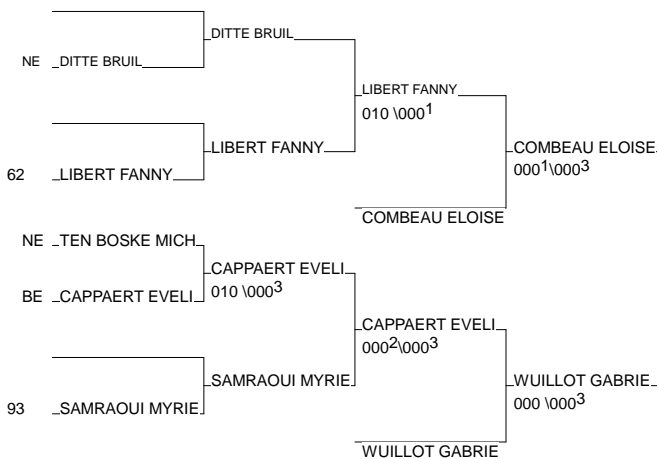 DITTE BRUIL
NE DITTE BRUIL
LIBERT FANNY
010 \000¹
LIBERT FANNY
COMBEAU ELOISE
000¹\000³
62 LIBERT FANNY
COMBEAU ELOISE
NE TEN BOSKE MICH
CAPPAERT EVELI
010 \000³
BE CAPPAERT EVELI
CAPPAERT EVELI
000²\000³
SAMRAOUI MYRIE
WUILLOT GABRIE
000 \000³
93 SAMRAOUI MYRIE
WUILLOT GABRIE